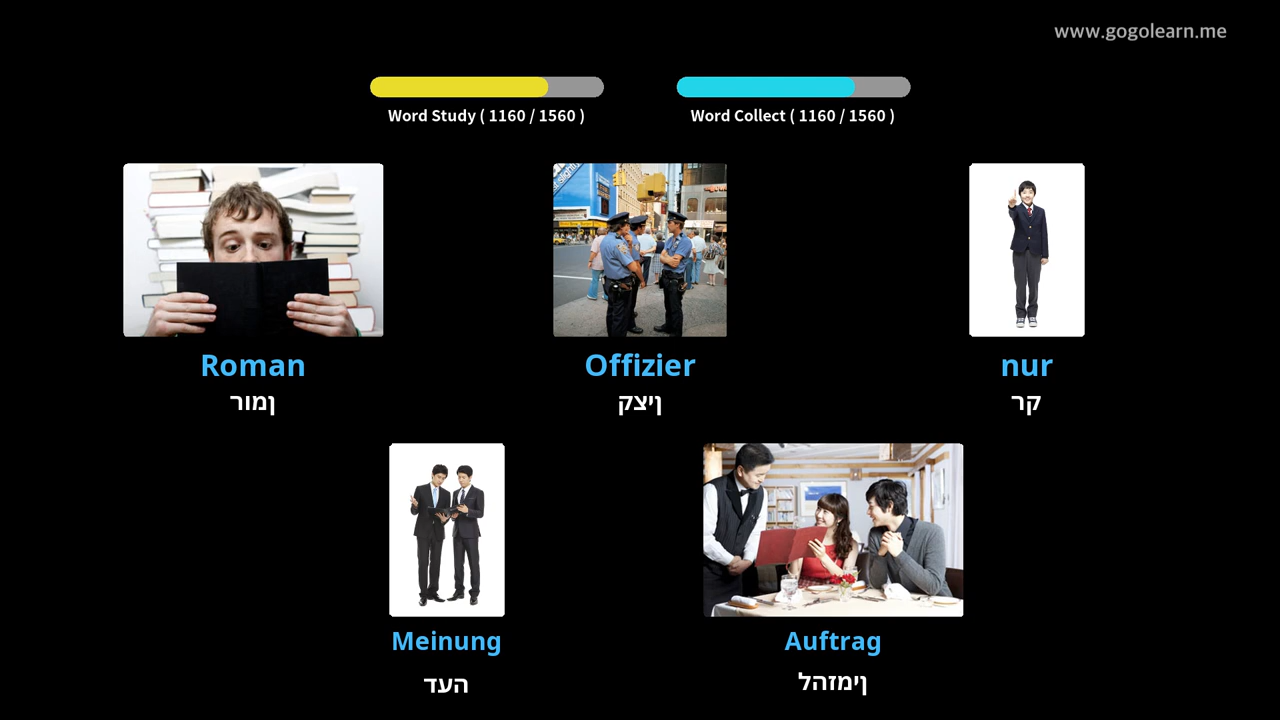 www.gogolearn.me
Word Study ( 1160 / 1560 )
Word Collect ( 1160 / 1560 )
Roman
ןמור
Offizier
ןיצק
nur
קר
Meinung
העד
Auftrag
ןימזהל